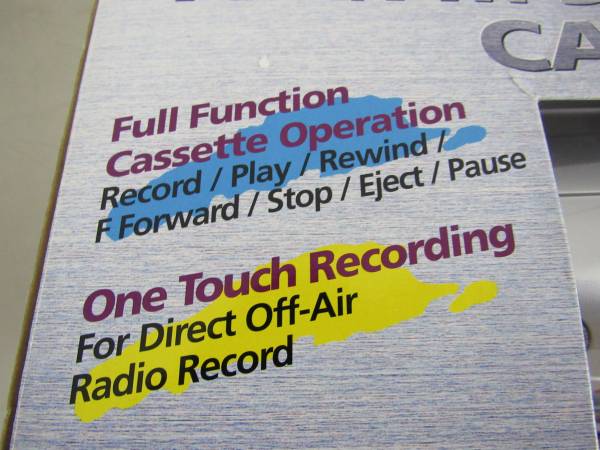 CA
Full Function
Cassette Operation
Record / Play / Rewind /
F Forward / Stop / Eject / Pause
One Touch Recording
For Direct Off-Air
Radio Record